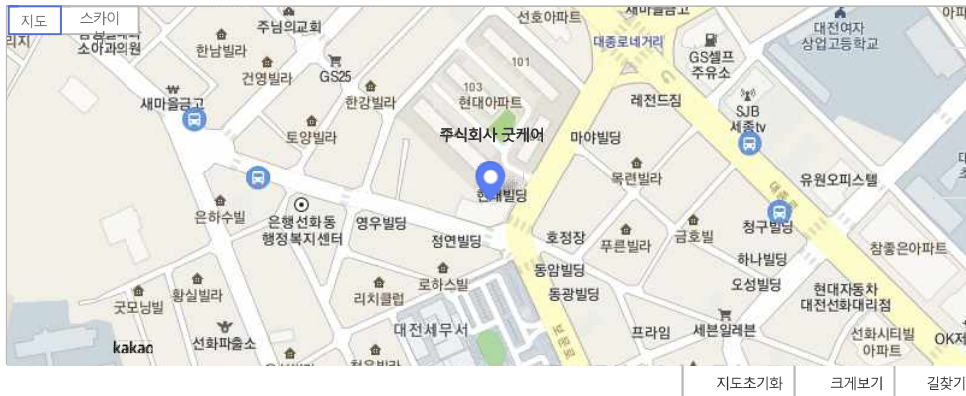 지도
스카이
주님의교회
선호아파트
새마을금고
대전여자
상업고등학교
소아과의원
한남빌라
건영빌라
GS25
101
대종로네거리
GS셀프
주유소
새마을금고
한강빌라
103
현대아파트
레전드짐
SJB
세종tv
토양빌라
주식회사 굿케어
마야빌딩
목련빌라
유원오피스텔
은하수빌
은행선화동
행정복지센터
영우빌딩
정연빌딩
호정장
푸른빌라
금호빌
청구빌딩
참좋은아파트
하나빌딩
굿모닝빌
황실빌라
리치클럽
로하스빌
동암빌딩
동광빌딩
오성빌딩
현대자동차
대전선화대리점
kakao
선화파출소
대전세무서
프라임
세븐일레븐
선화시티빌
아파트
지도초기화
크게보기
길찾기